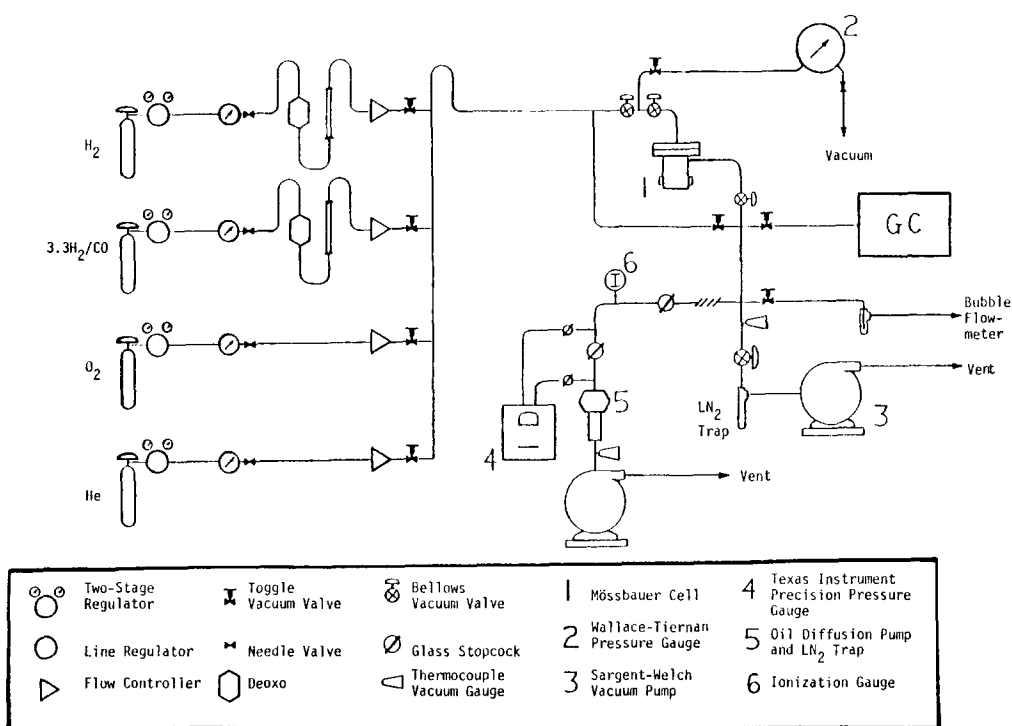 2
H2
Vacuum
1
GC
3.3H2/CO
6
Bubble
Flow-
meter
O2
Vent
5
LN2
Trap
3
4
He
Vent
Two-Stage
Regulator
Toggle
Vacuum Valve
Bellows
Vacuum Valve
1 Mössbauer Cell
4 Texas Instrument
Precision Pressure
Gauge
Line Regulator
Needle Valve
Glass Stopcock
2 Wallace-Tiernan
Pressure Gauge
5 Oil Diffusion Pump
and LN2 Trap
Flow Controller
Deoxo
Thermocouple
Vacuum Gauge
3 Sargent-Welch
Vacuum Pump
6 Ionization Gauge